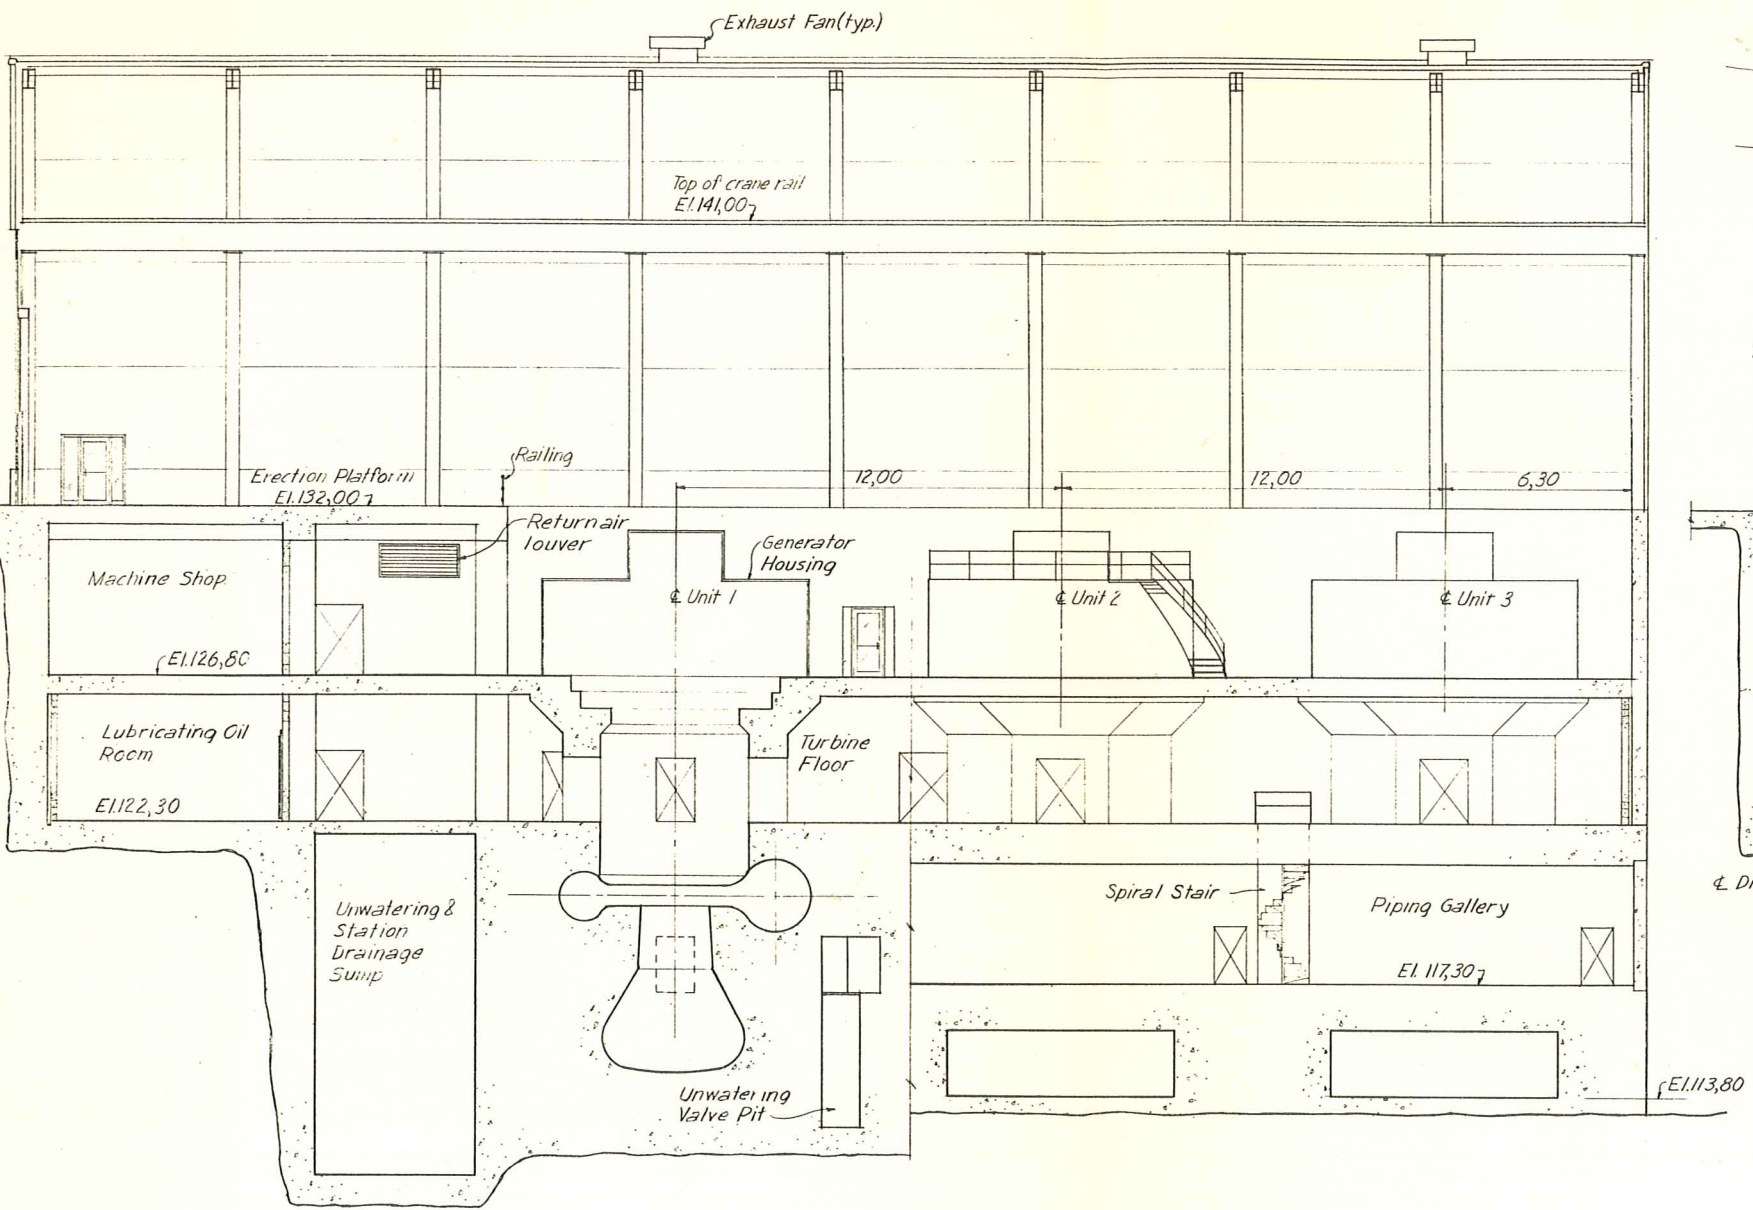 Exhaust Fan(typ.)
Top of crane rail
El.141,00
Railing
Erection Platform
El.132,00
12,00
12,00
6,30
Return air
louver
Generator
Housing
Machine Shop
℄ Unit 1
℄ Unit 2
℄ Unit 3
El.126,80
Lubricating Oil
Room
Turbine
Floor
El.122,30
Spiral Stair
Piping Gallery
Unwatering &
Station
Drainage
Sump
El. 117,30
Unwatering
Valve Pit
El.113,80